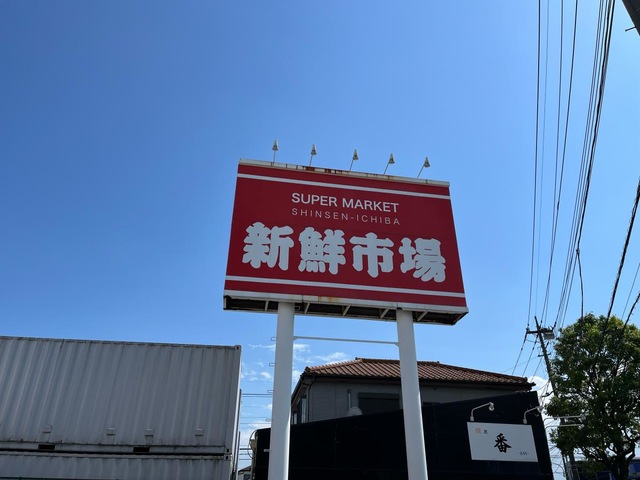 SUPER MARKET
SHINSEN-ICHIBA
新鮮市場
番